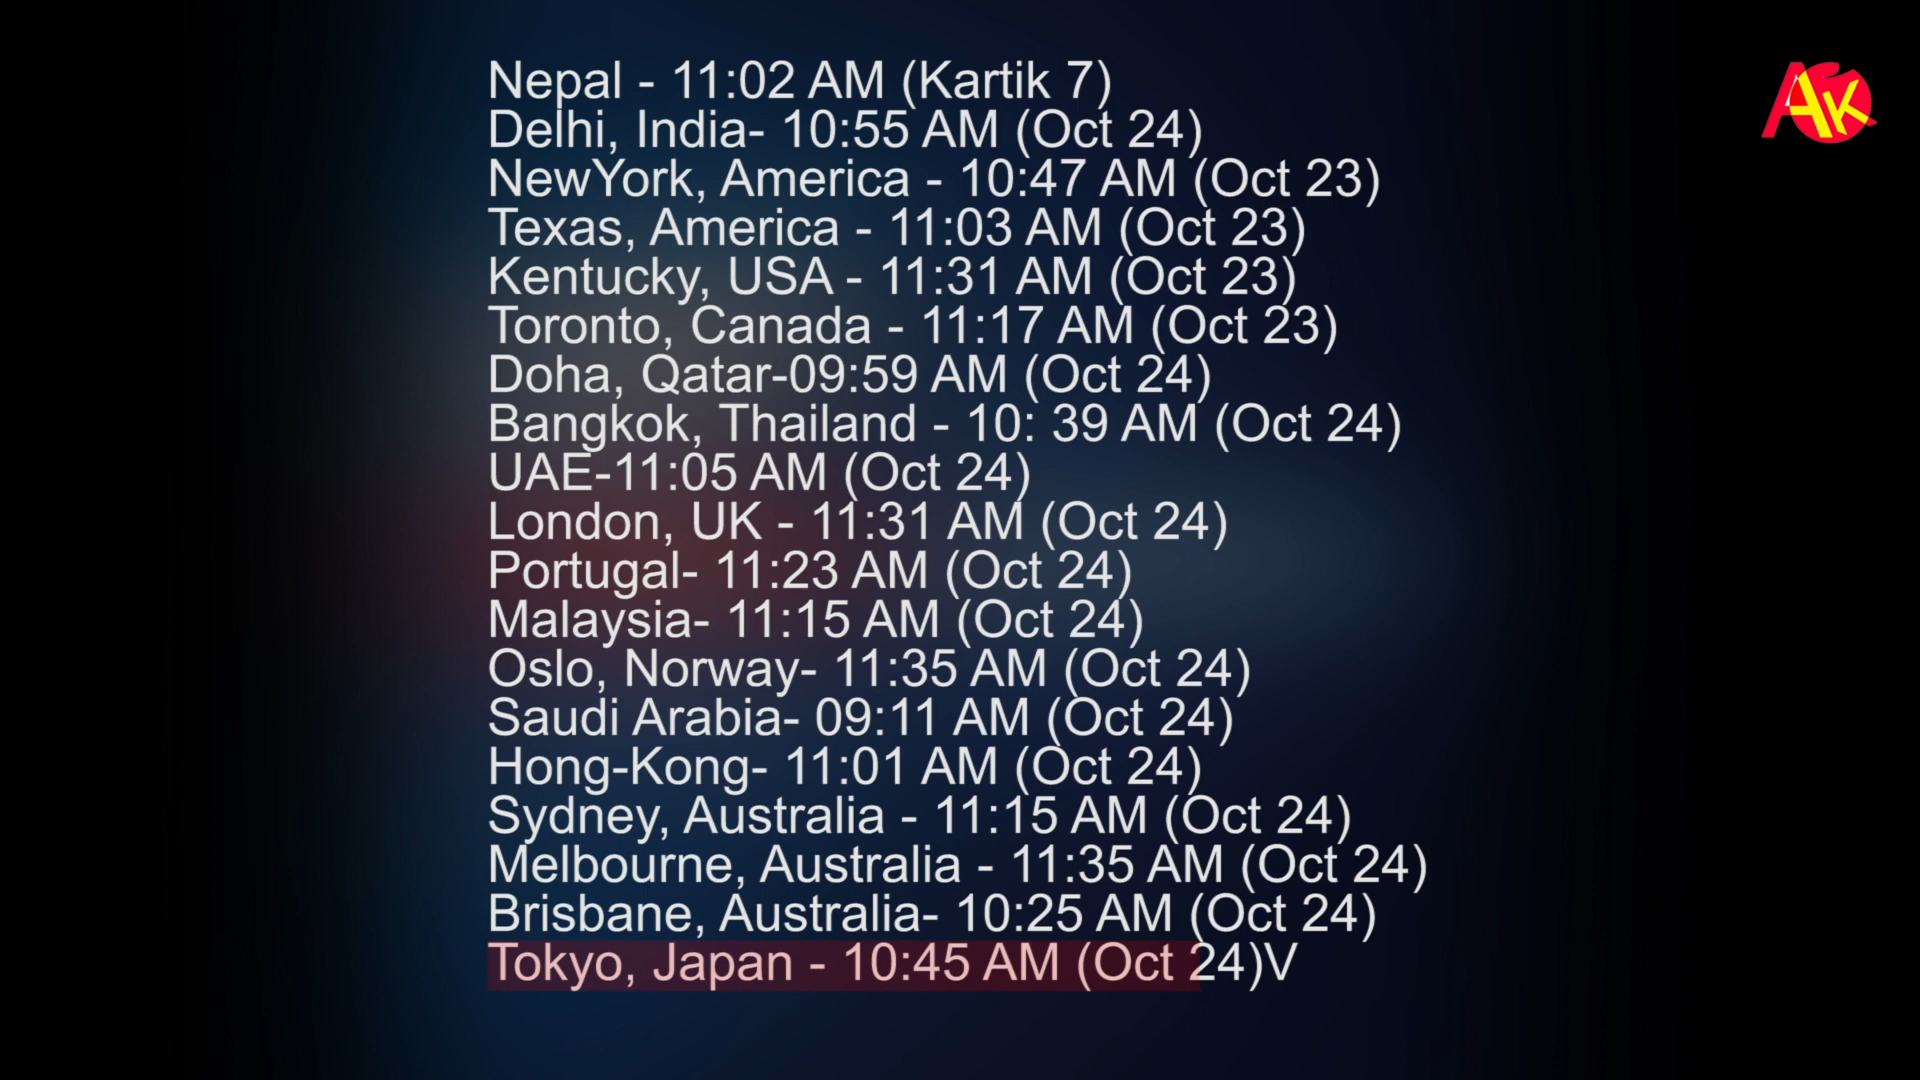 Nepal - 11:02 AM (Kartik 7)
Delhi, India- 10:55 AM (Oct 24)
NewYork, America - 10:47 AM (Oct 23)
Texas, America - 11:03 AM (Oct 23)
Kentucky, USA - 11:31 AM (Oct 23)
Toronto, Canada - 11:17 AM (Oct 23)
Doha, Qatar-09:59 AM (Oct 24)
Bangkok, Thailand - 10: 39 AM (Oct 24)
UAE-11:05 AM (Oct 24)
London, UK - 11:31 AM (Oct 24)
Portugal- 11:23 AM (Oct 24)
Malaysia- 11:15 AM (Oct 24)
Oslo, Norway- 11:35 AM (Oct 24)
Saudi Arabia- 09:11 AM (Oct 24)
Hong-Kong- 11:01 AM (Oct 24)
Sydney, Australia - 11:15 AM (Oct 24)
Melbourne, Australia - 11:35 AM (Oct 24)
Brisbane, Australia- 10:25 AM (Oct 24)
Tokyo, Japan - 10:45 AM (Oct 24)V
AK